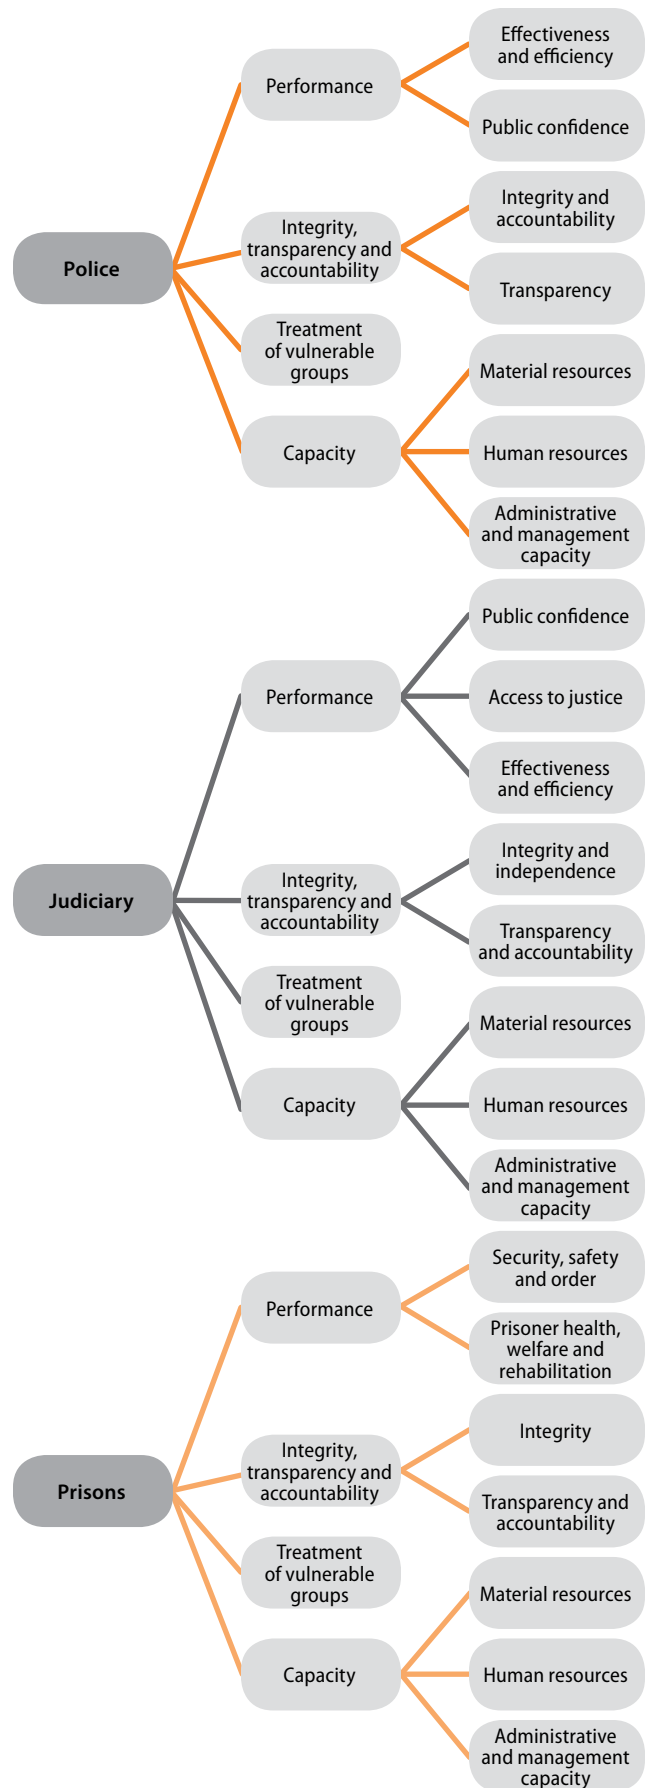 Effectiveness
and efficiency
Performance
Public confidence
Integrity and
accountability
Integrity,
transparency and
accountability
Police
Transparency
Treatment
of vulnerable
groups
Material resources
Capacity
Human resources
Administrative
and management
capacity
Public confidence
Performance
Access to justice
Effectiveness
and efficiency
Integrity and
independence
Judiciary
Integrity,
transparency and
accountability
Transparency
and accountability
Treatment
of vulnerable
groups
Material resources
Capacity
Human resources
Administrative
and management
capacity
Security, safety
and order
Performance
Prisoner health,
welfare and
rehabilitation
Integrity
Integrity,
transparency and
accountability
Prisons
Transparency and
accountability
Treatment
of vulnerable
groups
Material resources
Capacity
Human resources
Administrative
and management
capacity